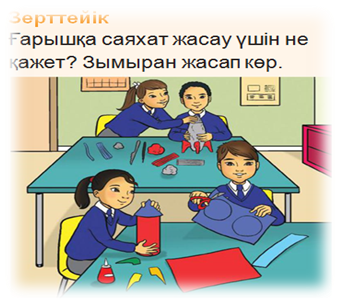 Зерттейік
Ғарышқа саяхат жасау үшін не
қажет? Зымыран жасап көр.